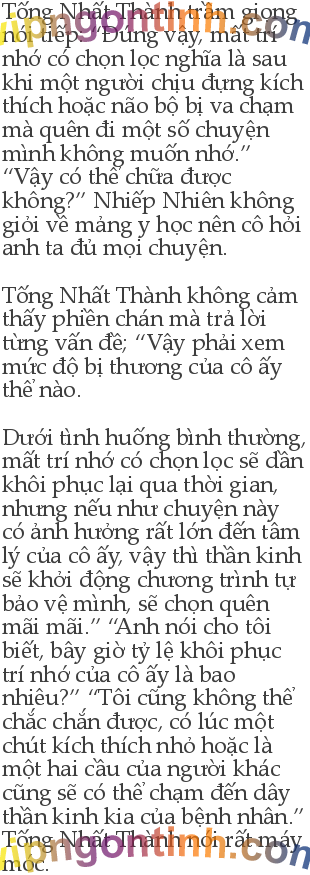 Tống Nhất Thành trầm giọng
nói tiếp: “Đúng vậy, mất trí
nhớ có chọn lọc nghĩa là sau
khi một người chịu đựng kích
thích hoặc não bộ bị va chạm
mà quên đi một số chuyện
mình không muốn nhớ.”
“Vậy có thể chữa được
không?” Nhiếp Nhiên không
giỏi về mảng y học nên cô hỏi
anh ta đủ mọi chuyện.
Tống Nhất Thành không cảm
thấy phiền chán mà trả lời
từng vấn đề; “Vậy phải xem
mức độ bị thương của cô ấy
thế nào.
Dưới tình huống bình thường,
mất trí nhớ có chọn lọc sẽ dần
khôi phục lại qua thời gian,
nhưng nếu như chuyện này
có ảnh hưởng rất lớn đến tâm
lý của cô ấy, vậy thì thần kinh
sẽ khởi động chương trình tự
bảo vệ mình, sẽ chọn quên
mãi mãi.” “Anh nói cho tôi
biết, bây giờ tỷ lệ khôi phục
trí nhớ của cô ấy là bao
nhiêu?” “Tôi cũng không thể
chắc chắn được, có lúc một
chút kích thích nhỏ hoặc là
một hai câu của người khác
cũng sẽ có thể chạm đến dây
thần kinh kia của bệnh nhân.”
Tống Nhất Thành nói rất máy
móc.
vipngontinh.com